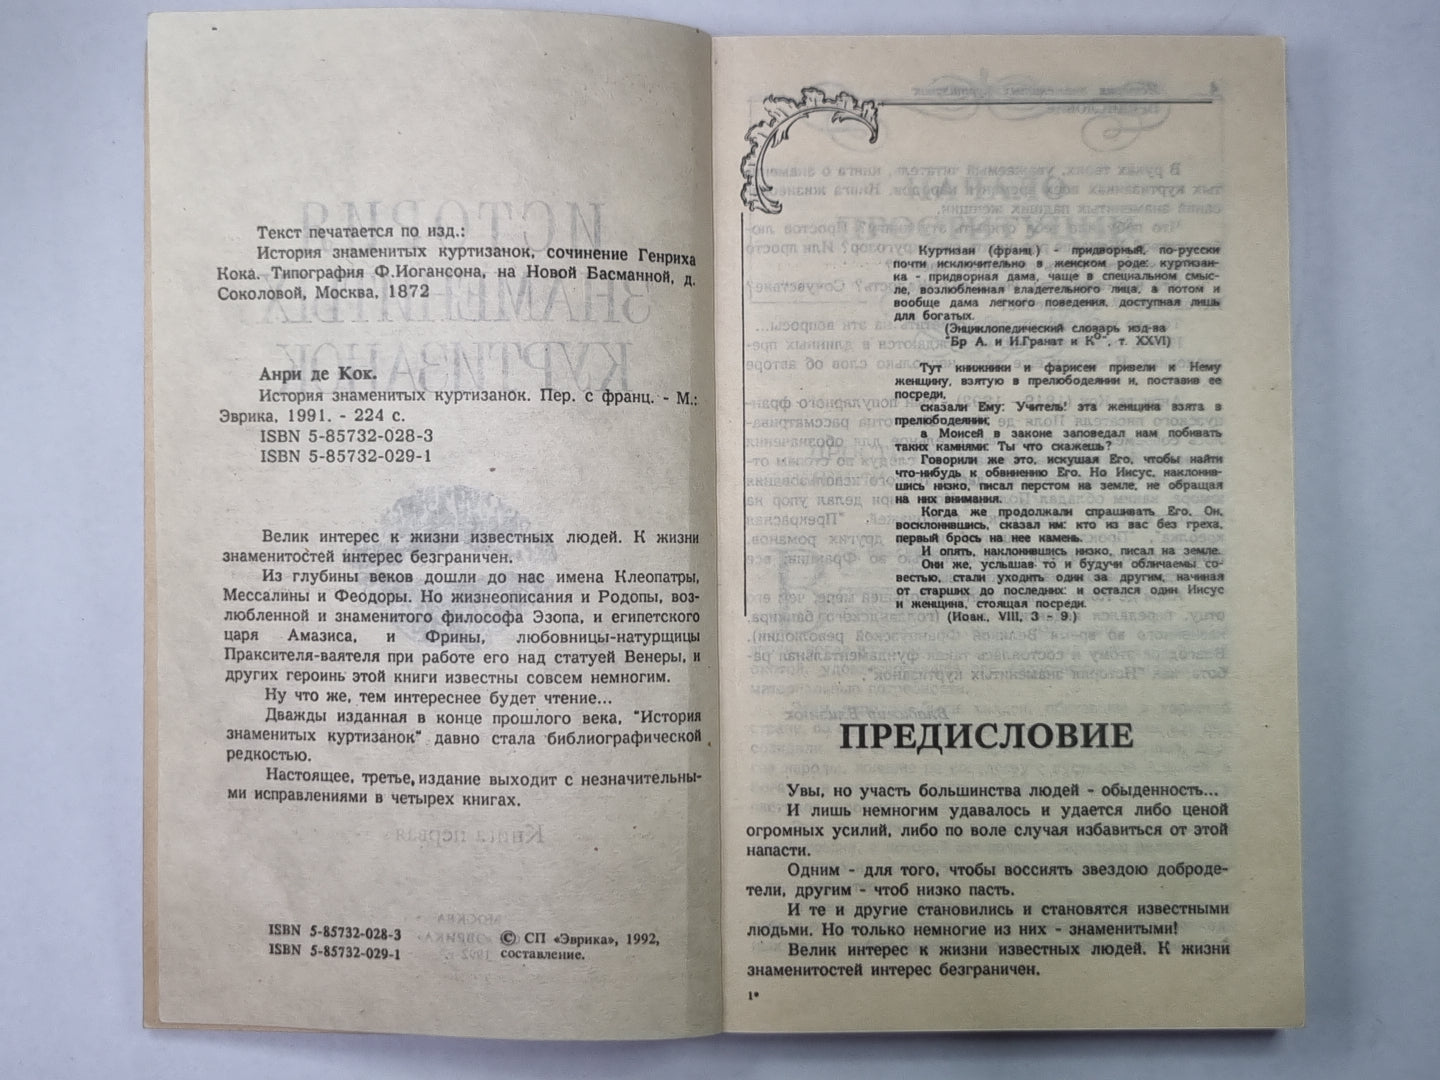 Текст печатается по изд.:
История знаменитых куртизанок, сочинение Генриха
Кока. Типография Ф.Иогансона, на Новой Басманной, д.
Соколовой, Москва, 1872
Анри де Кок.
История знаменитых куртизанок. Пер. с франц. - М.:
Эврика, 1991. - 224 с.
ISBN 5-85732-028-3
ISBN 5-85732-029-1
Велик интерес к жизни известных людей. К жизни
знаменитостей интерес безграничен.
Из глубины веков дошли до нас имена Клеопатры,
Мессалины и Феодоры. Но жизнеописания и Родопы, воз-
любленной и знаменитого философа Эзопа, и египетского
царя Амазиса, и Фрины, любовницы-натурщицы
Праксителя-ваятеля при работе его над статуей Венеры, и
других героинь этой книги известны совсем немногим.
Ну что же, тем интереснее будет чтение...
Дважды изданная в конце прошлого века, "История
знаменитых куртизанок" давно стала библиографической
редкостью.
Настоящее, третье, издание выходит с незначительны-
ми исправлениями в четырех книгах.
ISBN 5-85732-028-3
ISBN 5-85732-029-1
© СП «Эврика», 1992,
составление.
Куртизан (франц.) - придворный, по-русски
почти исключительно в женском роде: куртизан-
ка - придворная дама, чаще в специальном смыс-
ле, возлюбленная владетельного лица, а потом и
вообще дама легкого поведения, доступная лишь
для богатых.
(Энциклопедический словарь изд-ва
"Бр А. и И.Гранат и К°", т. XXVI)
Тут книжники и фарисеи привели к Нему
женщину, взятую в прелюбодеянии и, поставив ее
посреди,
сказали Ему: Учитель! эта женщина взята в
прелюбодеянии;
а Моисей в законе заповедал нам побивать
таких камнями: Ты что скажешь?
Говорили же это, искушая Его, чтобы найти
что-нибудь к обвинению Его. Но Иисус, наклонив-
шись низко, писал перстом на земле, не обращая
на них внимания.
Когда же продолжали спрашивать Его, Он,
восклонившись, сказал им: кто из вас без греха,
первый брось на нее камень.
И опять, наклонившись низко, писал на земле.
Они же, услышав то и будучи обличаемы со-
вестью, стали уходить один за другим, начиная
от старших до последних: и остался один Иисус
и женщина, стоящая посреди.
(Иоан., VIII, 3 - 9.)
ПРЕДИСЛОВИЕ
Увы, но участь большинства людей - обыденность...
И лишь немногим удавалось и удается либо ценой
огромных усилий, либо по воле случая избавиться от этой
напасти.
Одним - для того, чтобы воссиять звездою доброде-
тели, другим - чтоб низко пасть.
И те и другие становились и становятся известными
людьми. Но только немногие из них - знаменитыми!
Велик интерес к жизни известных людей. К жизни
знаменитостей интерес безграничен.
1*